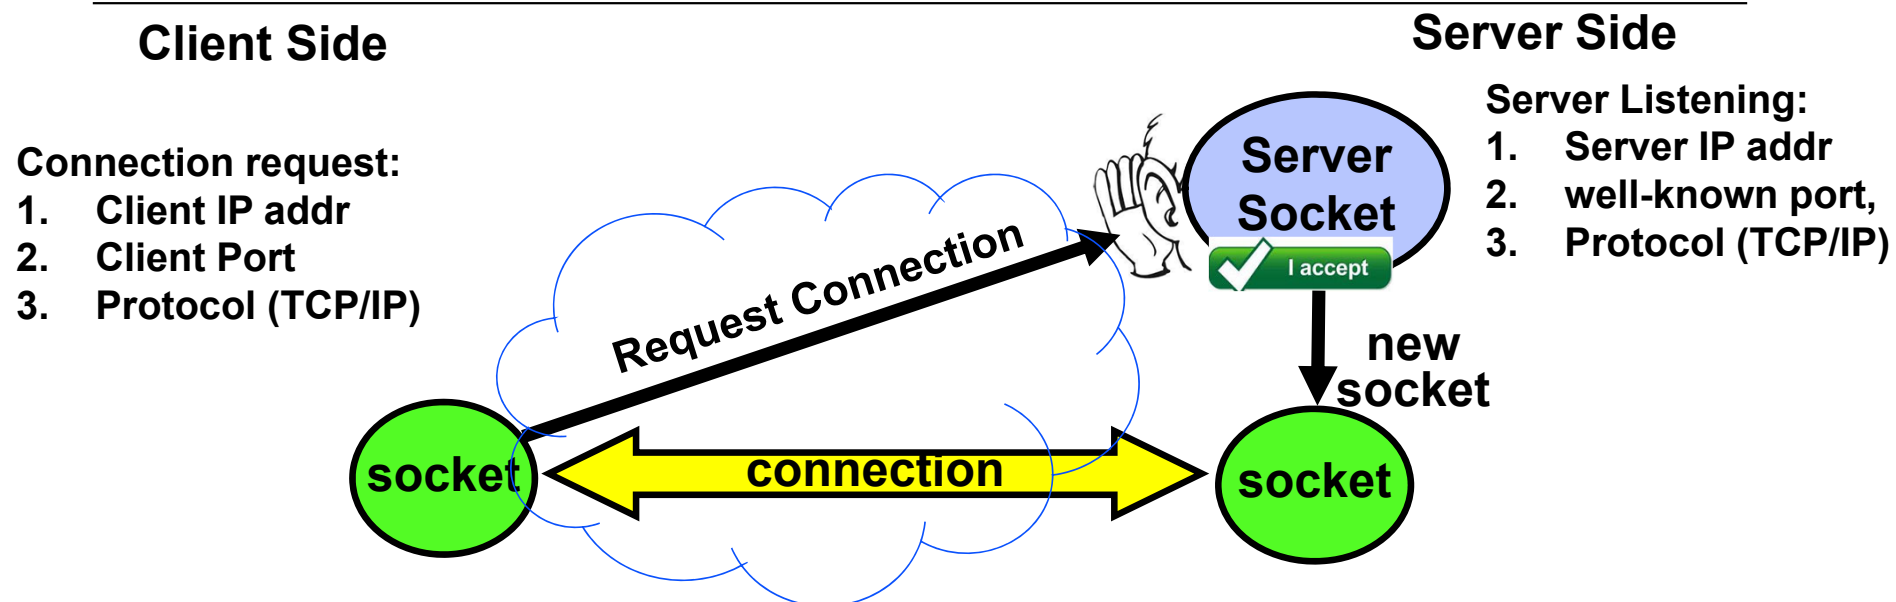 Client Side
Server Side
Connection request:
1. Client IP addr
2. Client Port
3. Protocol (TCP/IP)
Server Listening:
1. Server IP addr
2. well-known port,
3. Protocol (TCP/IP)
Server
Socket
I accept
Request Connection
new
socket
socket
connection
socket